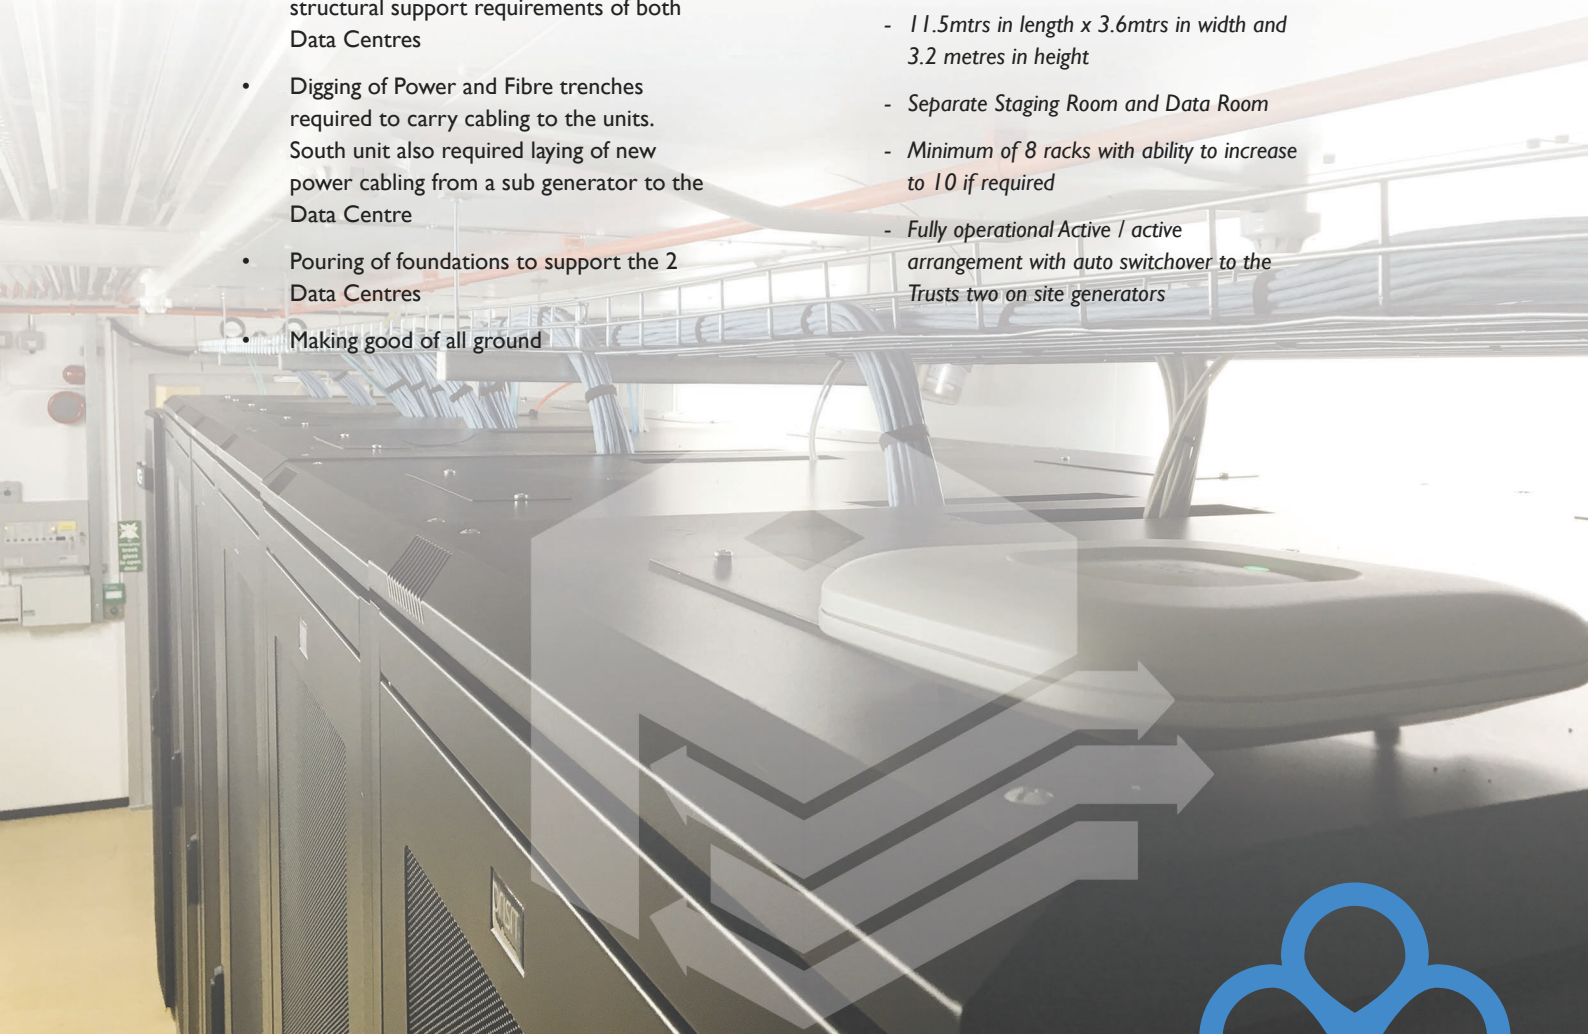 structural support requirements of both
Data Centres
• Digging of Power and Fibre trenches
required to carry cabling to the units.
South unit also required laying of new
power cabling from a sub generator to the
Data Centre
• Pouring of foundations to support the 2
Data Centres
• Making good of all ground
- 11.5mtrs in length x 3.6mtrs in width and
3.2 metres in height
- Separate Staging Room and Data Room
- Minimum of 8 racks with ability to increase
to 10 if required
- Fully operational Active / active
arrangement with auto switchover to the
Trusts two on site generators